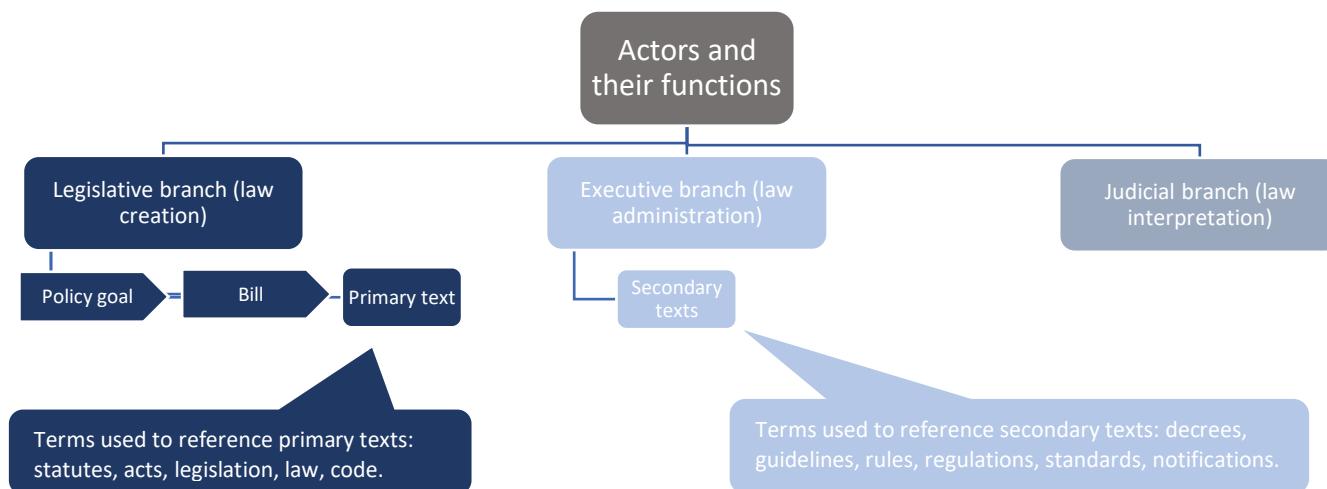 Actors and
their functions
Legislative branch (law
creation)
Executive branch (law
administration)
Judicial branch (law
interpretation)
Policy goal
Bill
Primary text
Secondary
texts
Terms used to reference primary texts:
statutes, acts, legislation, law, code.
Terms used to reference secondary texts: decrees,
guidelines, rules, regulations, standards, notifications.